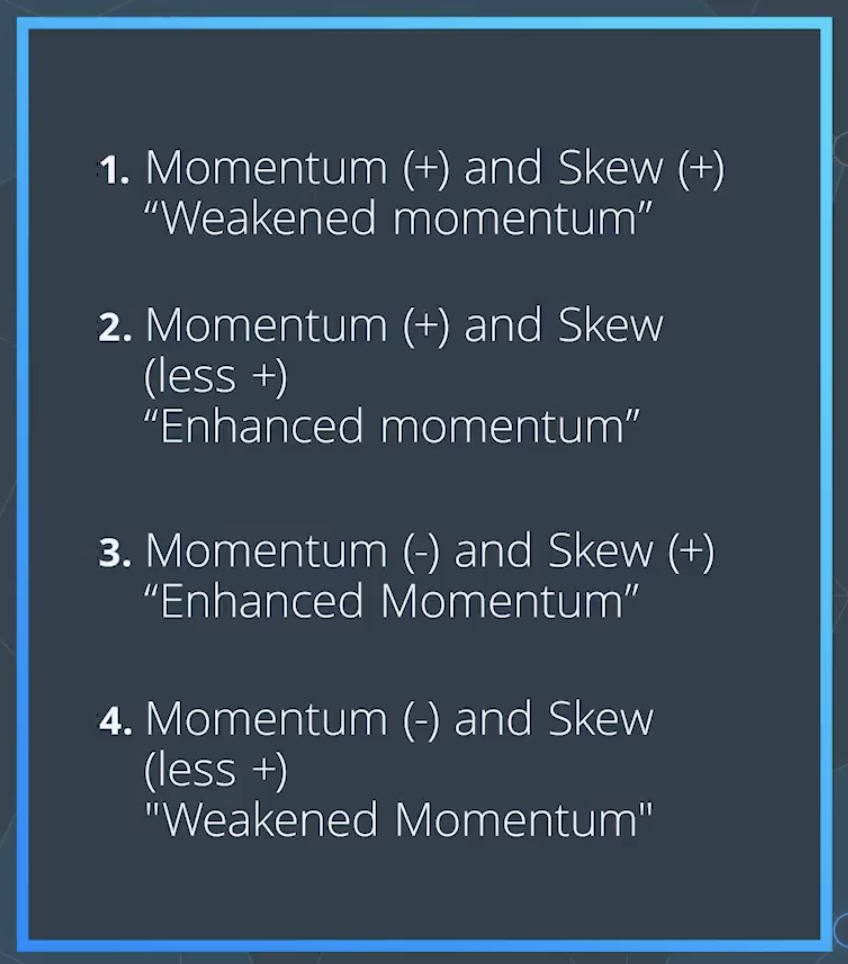 1. Momentum (+) and Skew (+)
“Weakened momentum”
2. Momentum (+) and Skew
(less +)
“Enhanced momentum”
3. Momentum (-) and Skew (+)
“Enhanced Momentum”
4. Momentum (-) and Skew
(less +)
"Weakened Momentum"